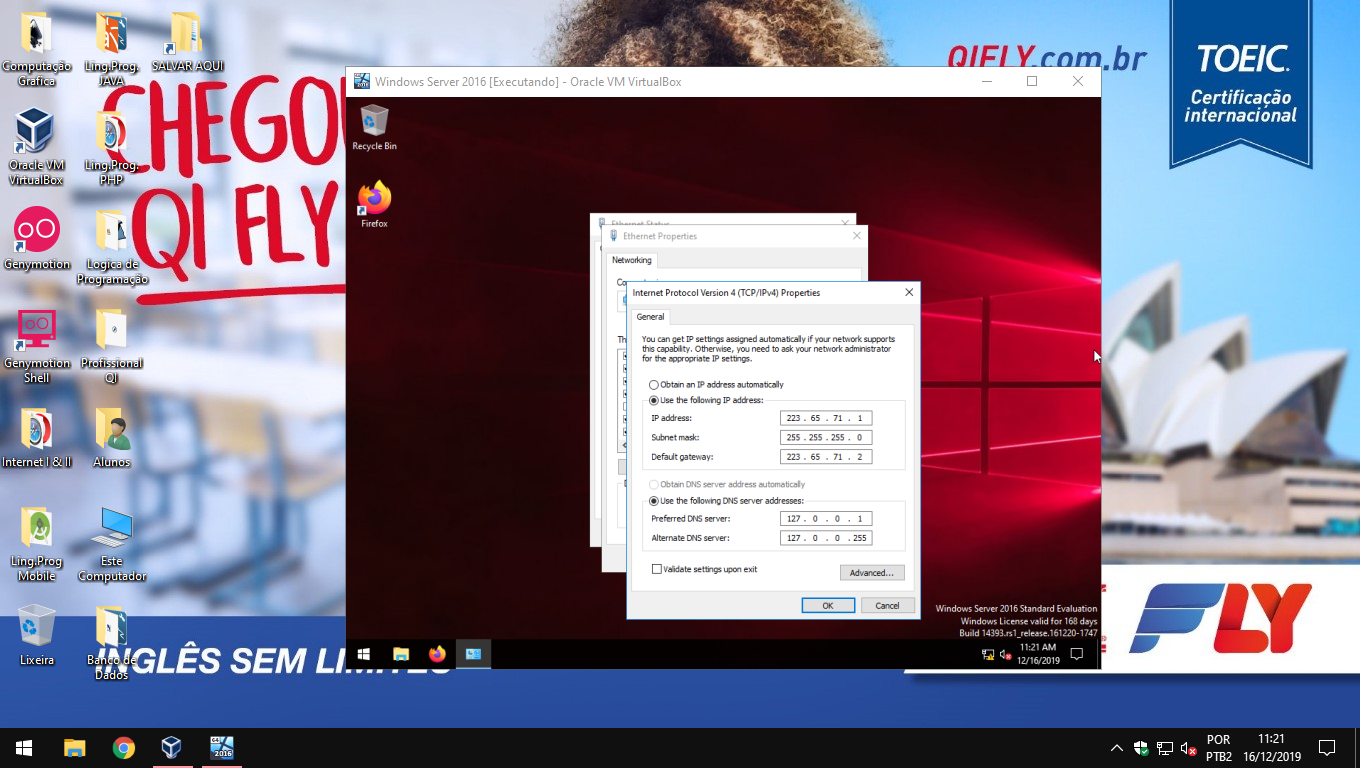 Computação
Gráfica
Ling.Prog.
JAVA
SALVAR AQUI
Oracle VM
VirtualBox
Ling.Prog.
PHP
Genymotion
Logica de
Programação
Genymotion
Shell
Profissional
QI
Internet I & II
Alunos
Ling.Prog
Mobile
Este
Computador
Lixeira
Banco de
Dados
CHEGOU
QI FLY
INGLÊS SEM LIMITES
QIFLY.com.br
TOEIC.
Certificação
internacional
FLY
Windows Server 2016 [Executando] - Oracle VM VirtualBox
Recycle Bin
Firefox
Ethernet Status
Ethernet Properties
Networking
Internet Protocol Version 4 (TCP/IPv4) Properties
General
You can get IP settings assigned automatically if your network supports
this capability. Otherwise, you need to ask your network administrator
for the appropriate IP settings.
Obtain an IP address automatically
Use the following IP address:
IP address: 223 . 65 . 71 . 1
Subnet mask: 255 . 255 . 255 . 0
Default gateway: 223 . 65 . 71 . 2
Obtain DNS server address automatically
Use the following DNS server addresses:
Preferred DNS server: 127 . 0 . 0 . 1
Alternate DNS server: 127 . 0 . 0 . 255
Validate settings upon exit
Advanced...
OK
Cancel
Windows Server 2016 Standard Evaluation
Windows License valid for 168 days
Build 14393.rs1_release.161220-1747
11:21 AM
12/16/2019
2016
POR
PTB2
11:21
16/12/2019